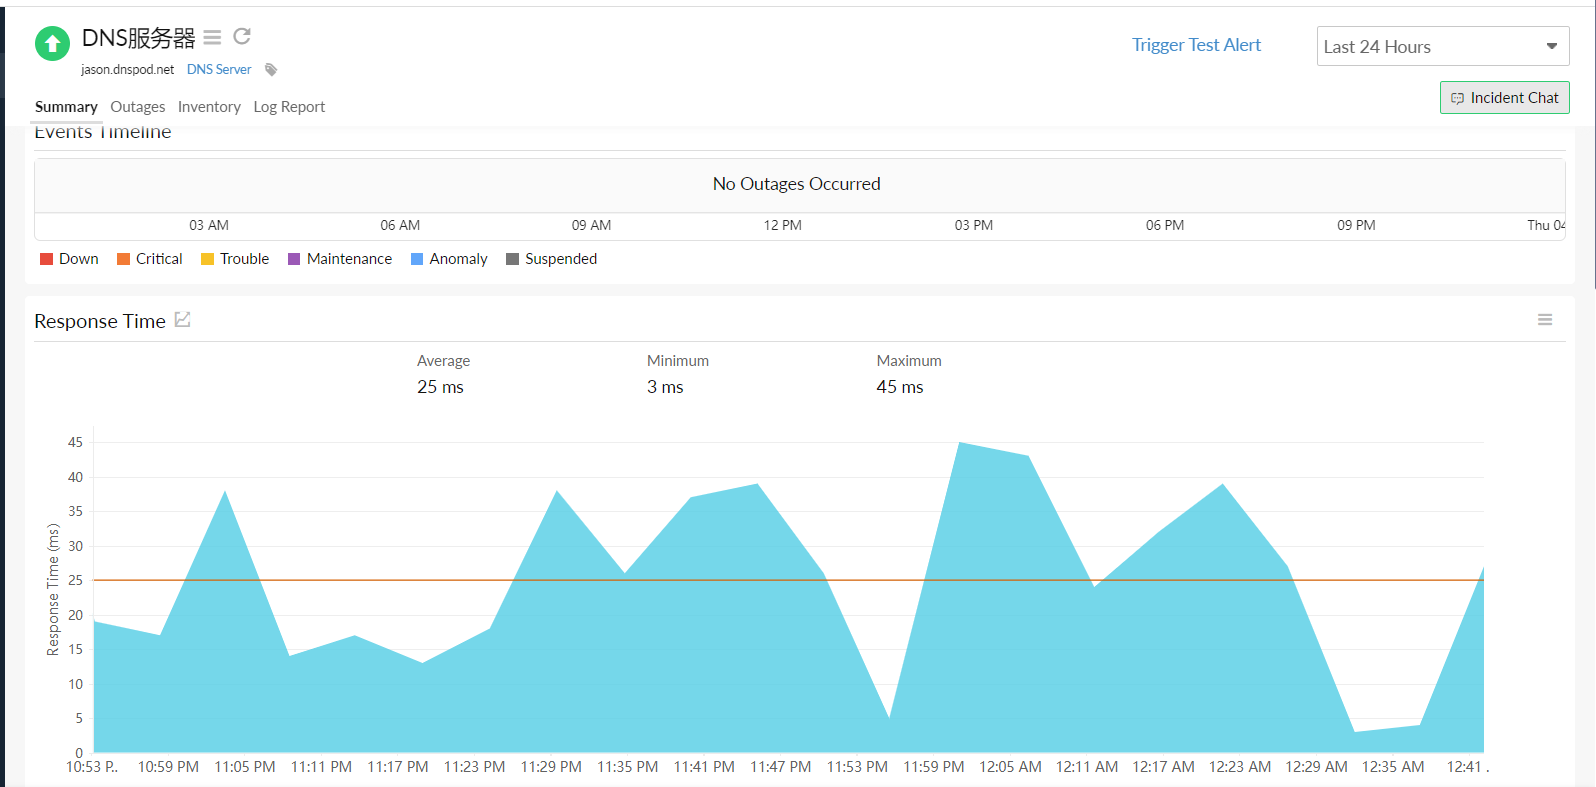 DNS服务器
Trigger Test Alert
Last 24 Hours
jason.dnspod.net DNS Server
Incident Chat
Summary Outages Inventory Log Report
Events Timeline
No Outages Occurred
03 AM 06 AM 09 AM 12 PM 03 PM 06 PM 09 PM Thu 04
Down Critical Trouble Maintenance Anomaly Suspended
Response Time
Average Minimum Maximum
25 ms 3 ms 45 ms
Response Time (ms)
45
40
35
30
25
20
15
10
5
0
10:53 P.. 10:59 PM 11:05 PM 11:11 PM 11:17 PM 11:23 PM 11:29 PM 11:35 PM 11:41 PM 11:47 PM 11:53 PM 11:59 PM 12:05 AM 12:11 AM 12:17 AM 12:23 AM 12:29 AM 12:35 AM 12:41 .